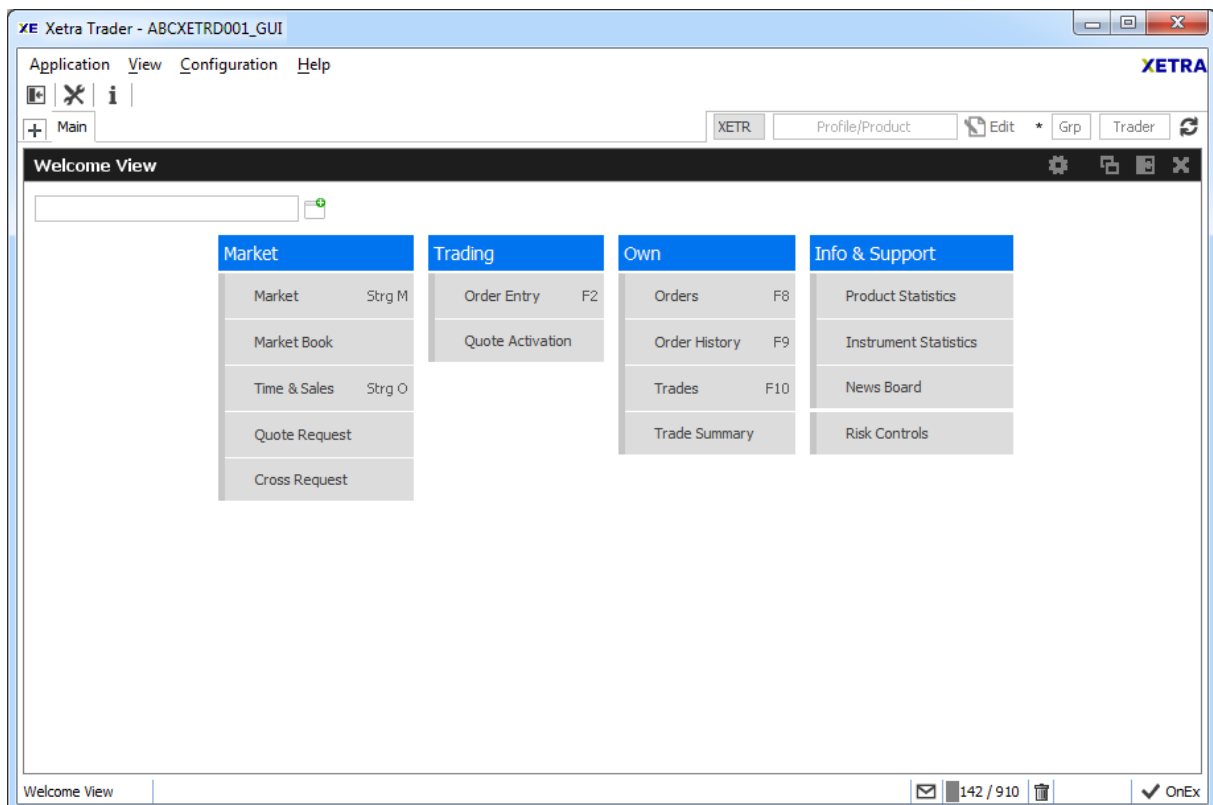 XE Xetra Trader - ABCXETRD001_GUI
Application View Configuration Help
XETRA
Main
XETR Profile/Product Edit * Grp Trader
Welcome View
Market
Market Strg M
Market Book
Time & Sales Strg O
Quote Request
Cross Request
Trading
Order Entry F2
Quote Activation
Own
Orders F8
Order History F9
Trades F10
Trade Summary
Info & Support
Product Statistics
Instrument Statistics
News Board
Risk Controls
Welcome View
142 / 910
OnEx